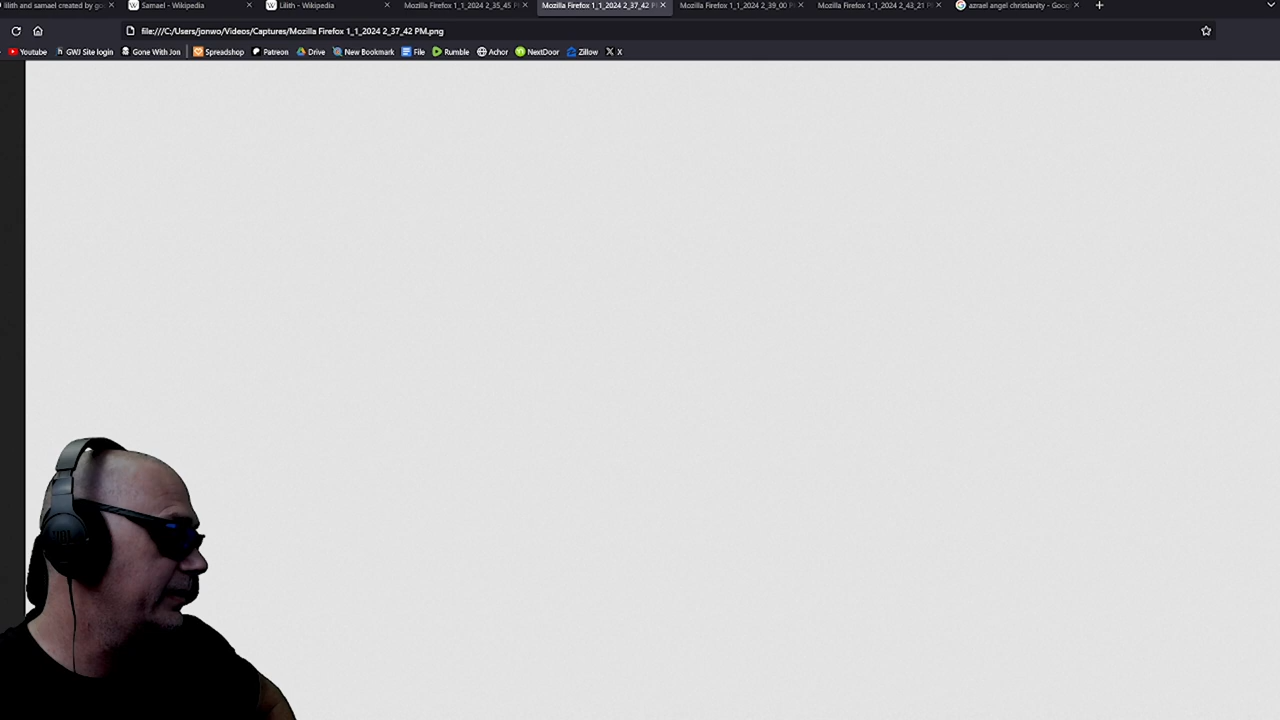 lilith and samael created by go
Samael - Wikipedia
Lilith - Wikipedia
Mozilla Firefox 1_1_2024 2_35_45 P
Mozilla Firefox 1_1_2024 2_37_42 P
Mozilla Firefox 1_1_2024 2_39_00 P
Mozilla Firefox 1_1_2024 2_43_21 P
azrael angel christianity - Goog
file:///C:/Users/jonwo/Videos/Captures/Mozilla Firefox 1_1_2024 2_37_42 PM.png
Youtube
GWJ Site login
Gone With Jon
Spreadshop
Patreon
Drive
New Bookmark
File
Rumble
Achor
NextDoor
Zillow
X